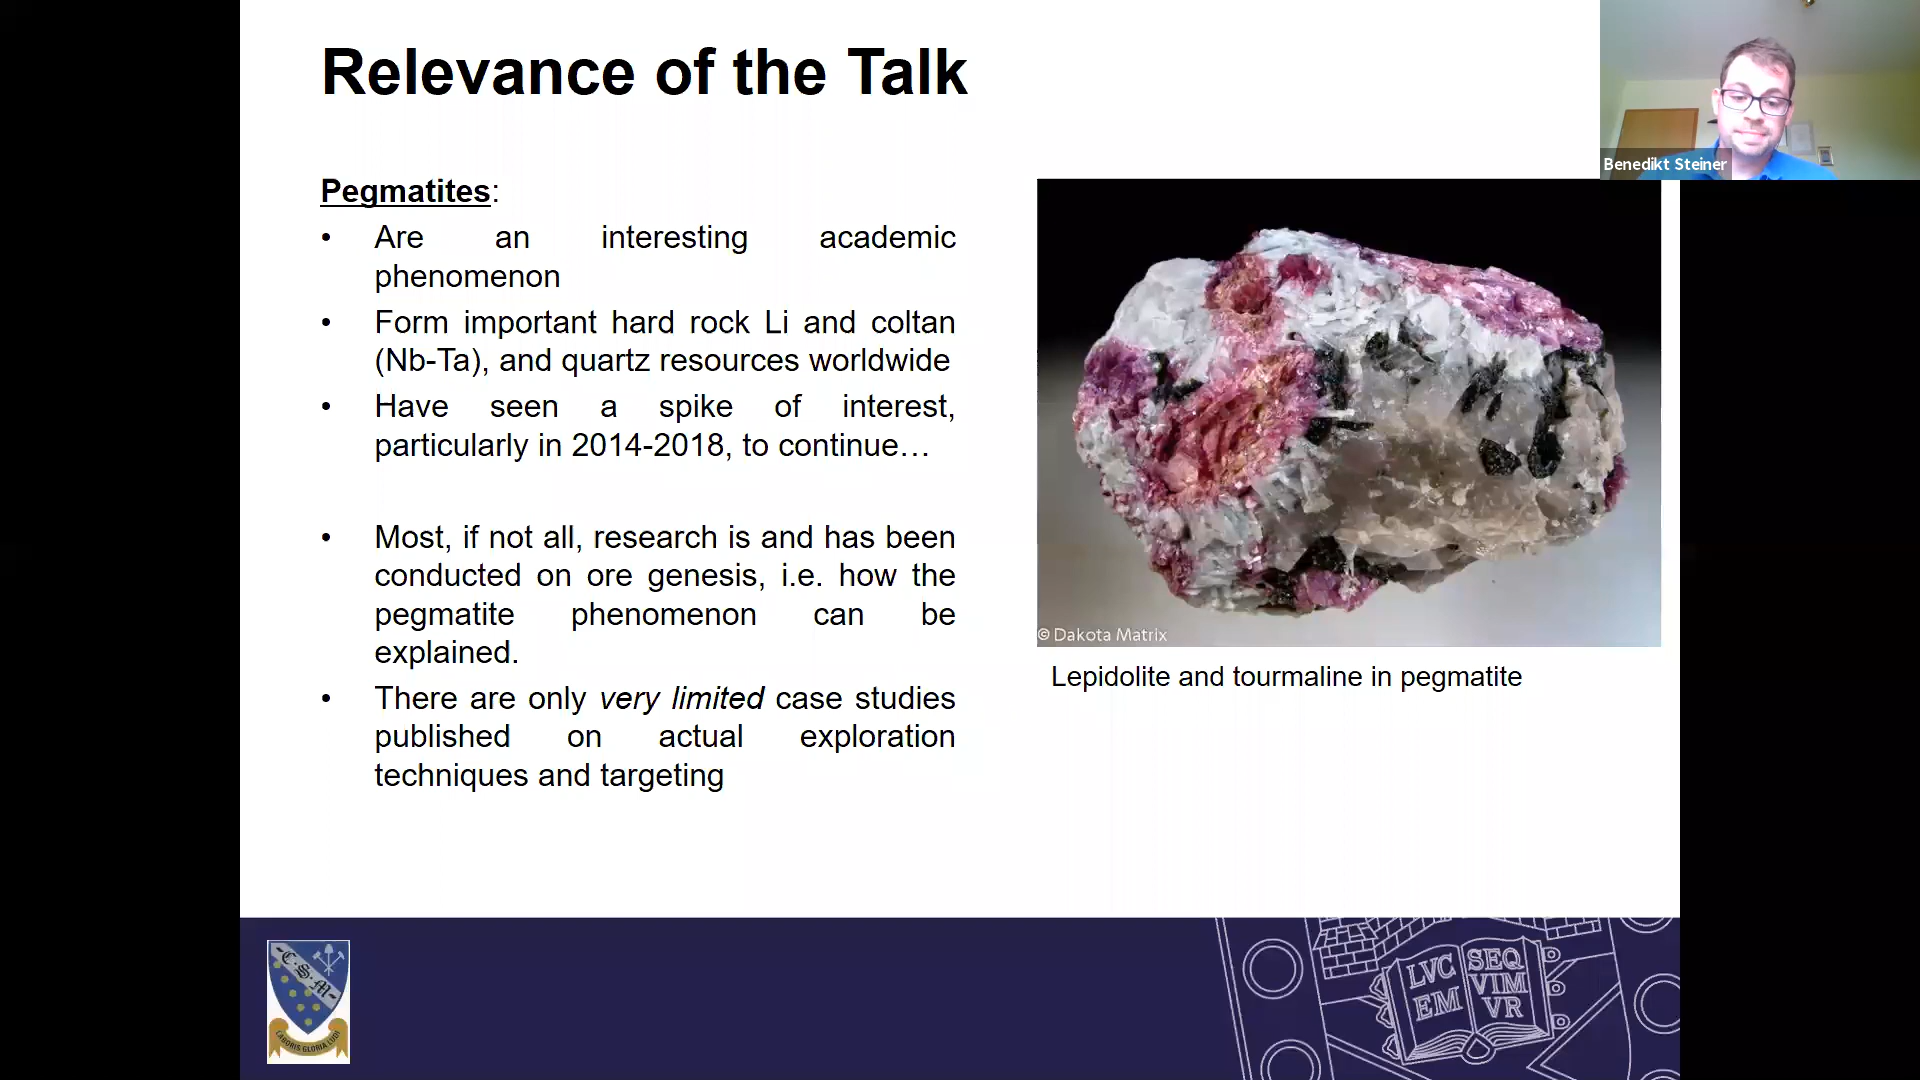 Relevance of the Talk
Benedikt Steiner
Pegmatites:
• Are an interesting academic
phenomenon
• Form important hard rock Li and coltan
(Nb-Ta), and quartz resources worldwide
• Have seen a spike of interest,
particularly in 2014-2018, to continue…
• Most, if not all, research is and has been
conducted on ore genesis, i.e. how the
pegmatite phenomenon can be
explained.
• There are only very limited case studies
published on actual exploration
techniques and targeting
© Dakota Matrix
Lepidolite and tourmaline in pegmatite
C.S.M
LABORIS GLORIA LUDI
LVC
EM
SEQ
VIM
VR